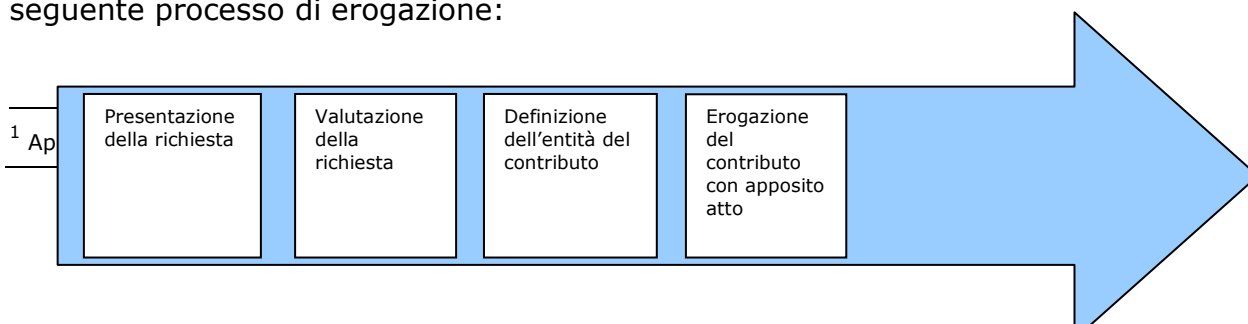 seguente processo di erogazione:
Presentazione
della richiesta
Valutazione
della
richiesta
Definizione
dell'entità del
contributo
Erogazione
del
contributo
con apposito
atto
1 Ap